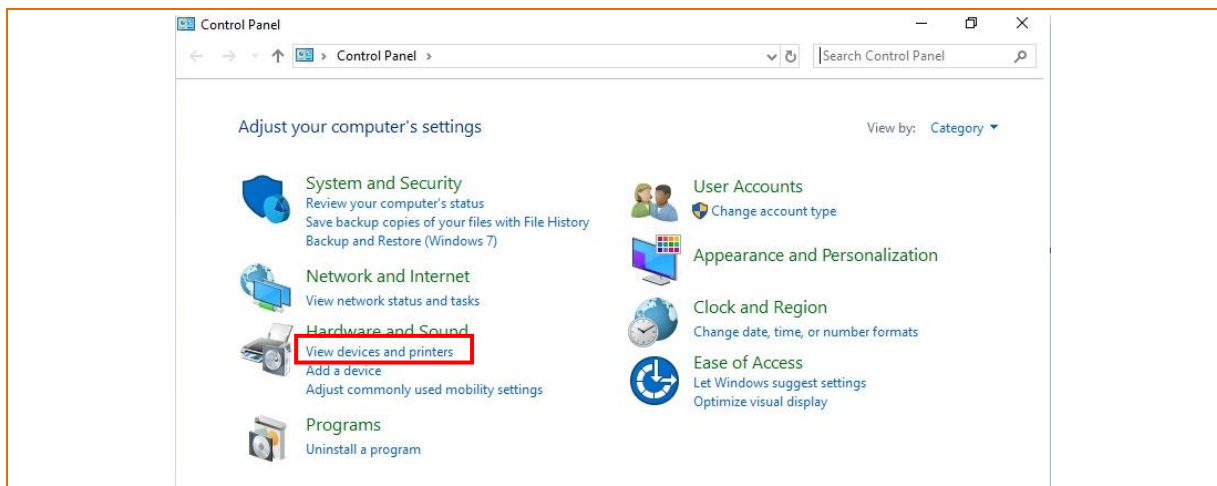 Control Panel
Control Panel
Search Control Panel
Adjust your computer's settings
View by: Category
System and Security
Review your computer's status
Save backup copies of your files with File History
Backup and Restore (Windows 7)
Network and Internet
View network status and tasks
Hardware and Sound
View devices and printers
Add a device
Adjust commonly used mobility settings
Programs
Uninstall a program
User Accounts
Change account type
Appearance and Personalization
Clock and Region
Change date, time, or number formats
Ease of Access
Let Windows suggest settings
Optimize visual display